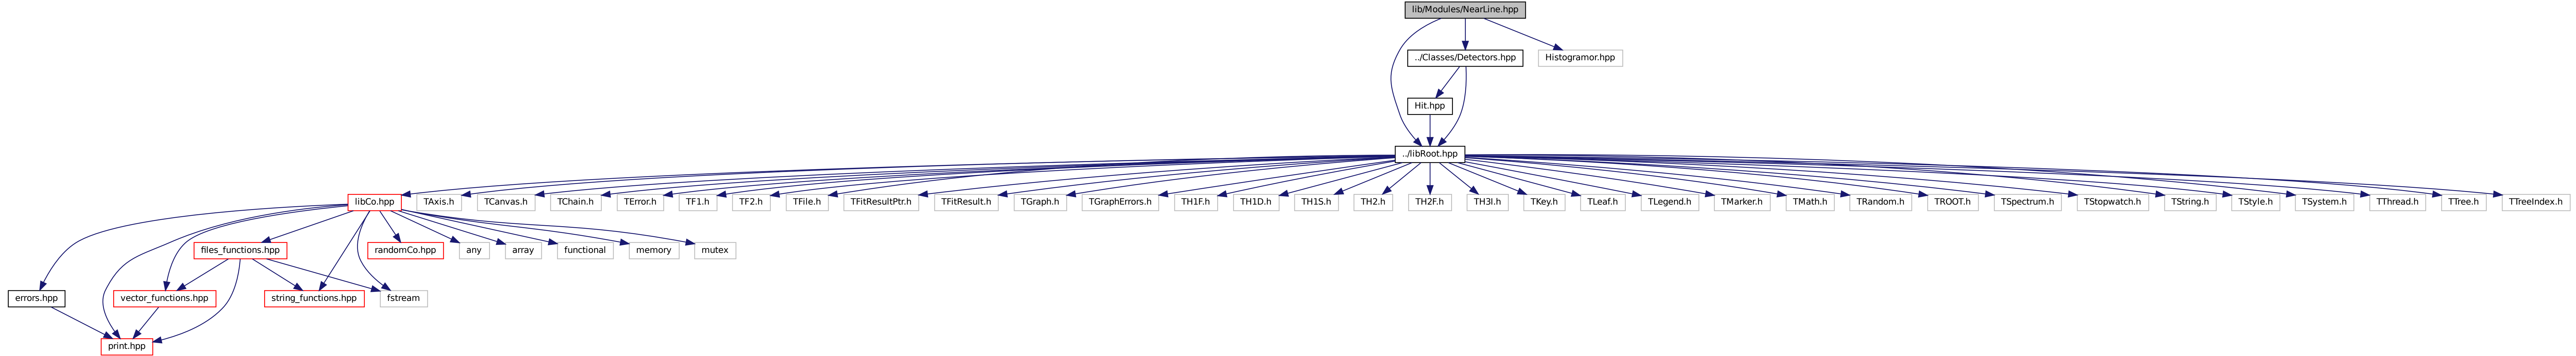 lib/Modules/NearLine.hpp
../Classes/Detectors.hpp
Histogramor.hpp
Hit.hpp
../libRoot.hpp
libCo.hpp
TAxis.h
TCanvas.h
TChain.h
TError.h
TF1.h
TF2.h
TFile.h
TFitResultPtr.h
TFitResult.h
TGraph.h
TGraphErrors.h
TH1F.h
TH1D.h
TH1S.h
TH2.h
TH2F.h
TH3I.h
TKey.h
TLeaf.h
TLegend.h
TMarker.h
TMath.h
TRandom.h
TROOT.h
TSpectrum.h
TStopwatch.h
TString.h
TStyle.h
TSystem.h
TThread.h
TTree.h
TTreeIndex.h
files_functions.hpp
randomCo.hpp
any
array
functional
memory
mutex
errors.hpp
vector_functions.hpp
string_functions.hpp
fstream
print.hpp